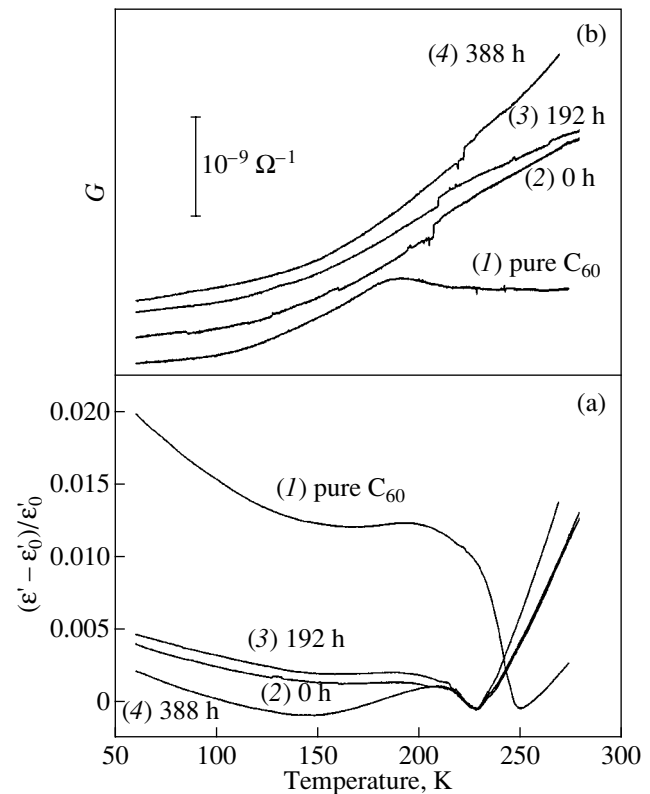 (b)
(4) 388 h
(3) 192 h
10⁻⁹ Ω⁻¹
(2) 0 h
G
(1) pure C₆₀
(a)
0.020
(1) pure C₆₀
0.015
(ε' – ε'₀)/ε'₀
0.010
0.005
(3) 192 h
(2) 0 h
0
(4) 388 h
50 100 150 200 250 300
Temperature, K